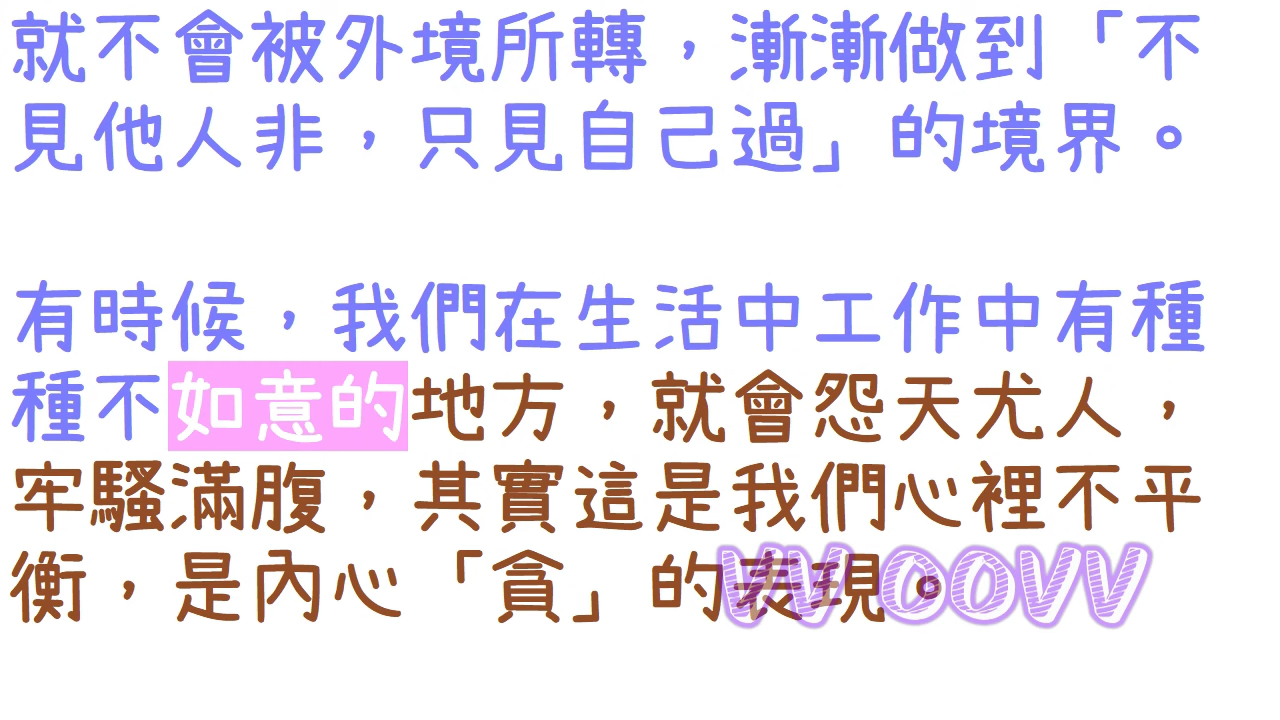 就不會被外境所轉，漸漸做到「不
見他人非，只見自己過」的境界。
有時候，我們在生活中工作中有種
種不如意的地方，就會怨天尤人，
牢騷滿腹，其實這是我們心裡不平
衡，是內心「貪」的表現。
VV OOVV